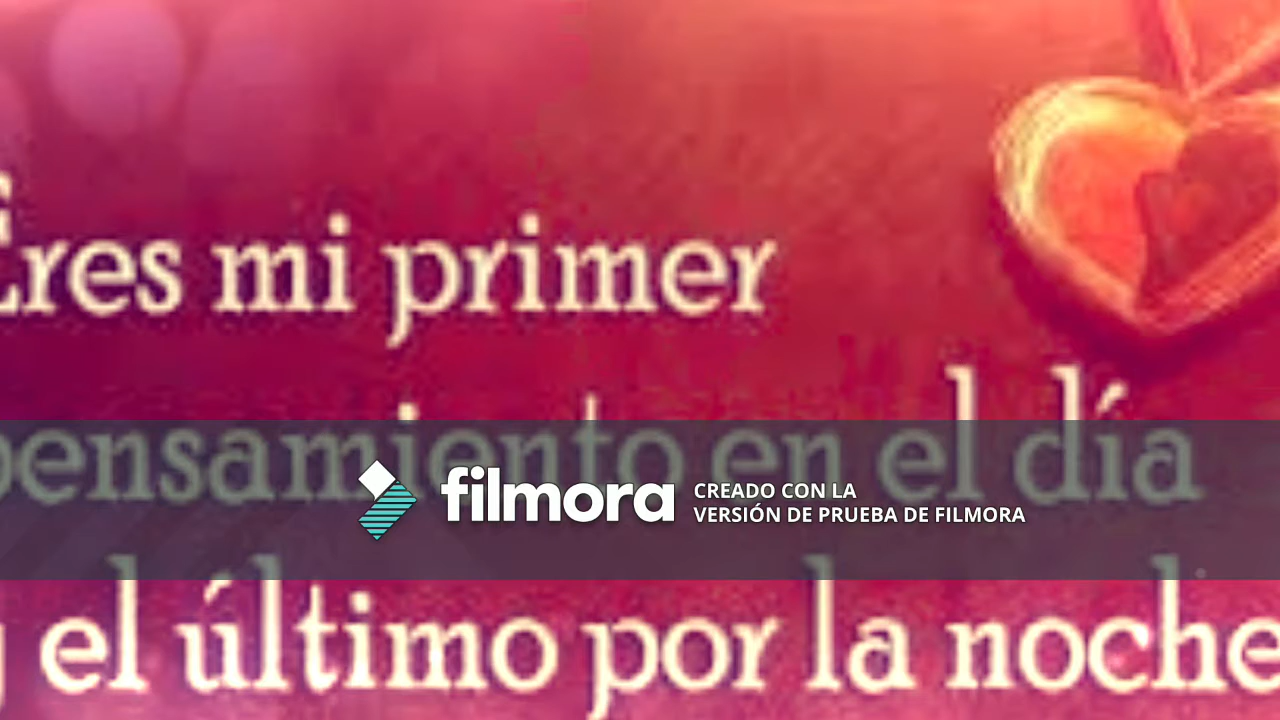 Eres mi primer
pensamiento en el día
filmora
CREADO CON LA
VERSIÓN DE PRUEBA DE FILMORA
y el último por la noche